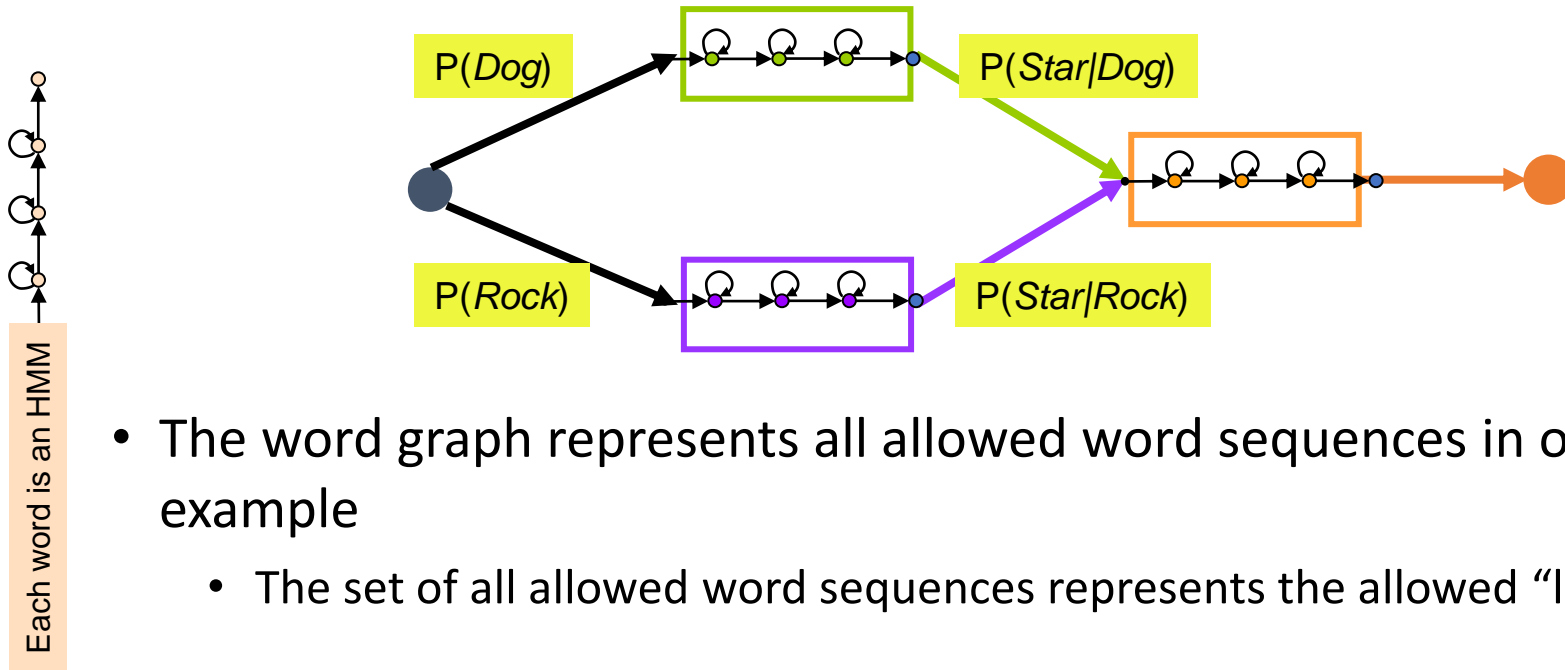 P(Dog)
P(Star|Dog)
P(Rock)
P(Star|Rock)
Each word is an HMM
• The word graph represents all allowed word sequences in o
example
• The set of all allowed word sequences represents the allowed “l